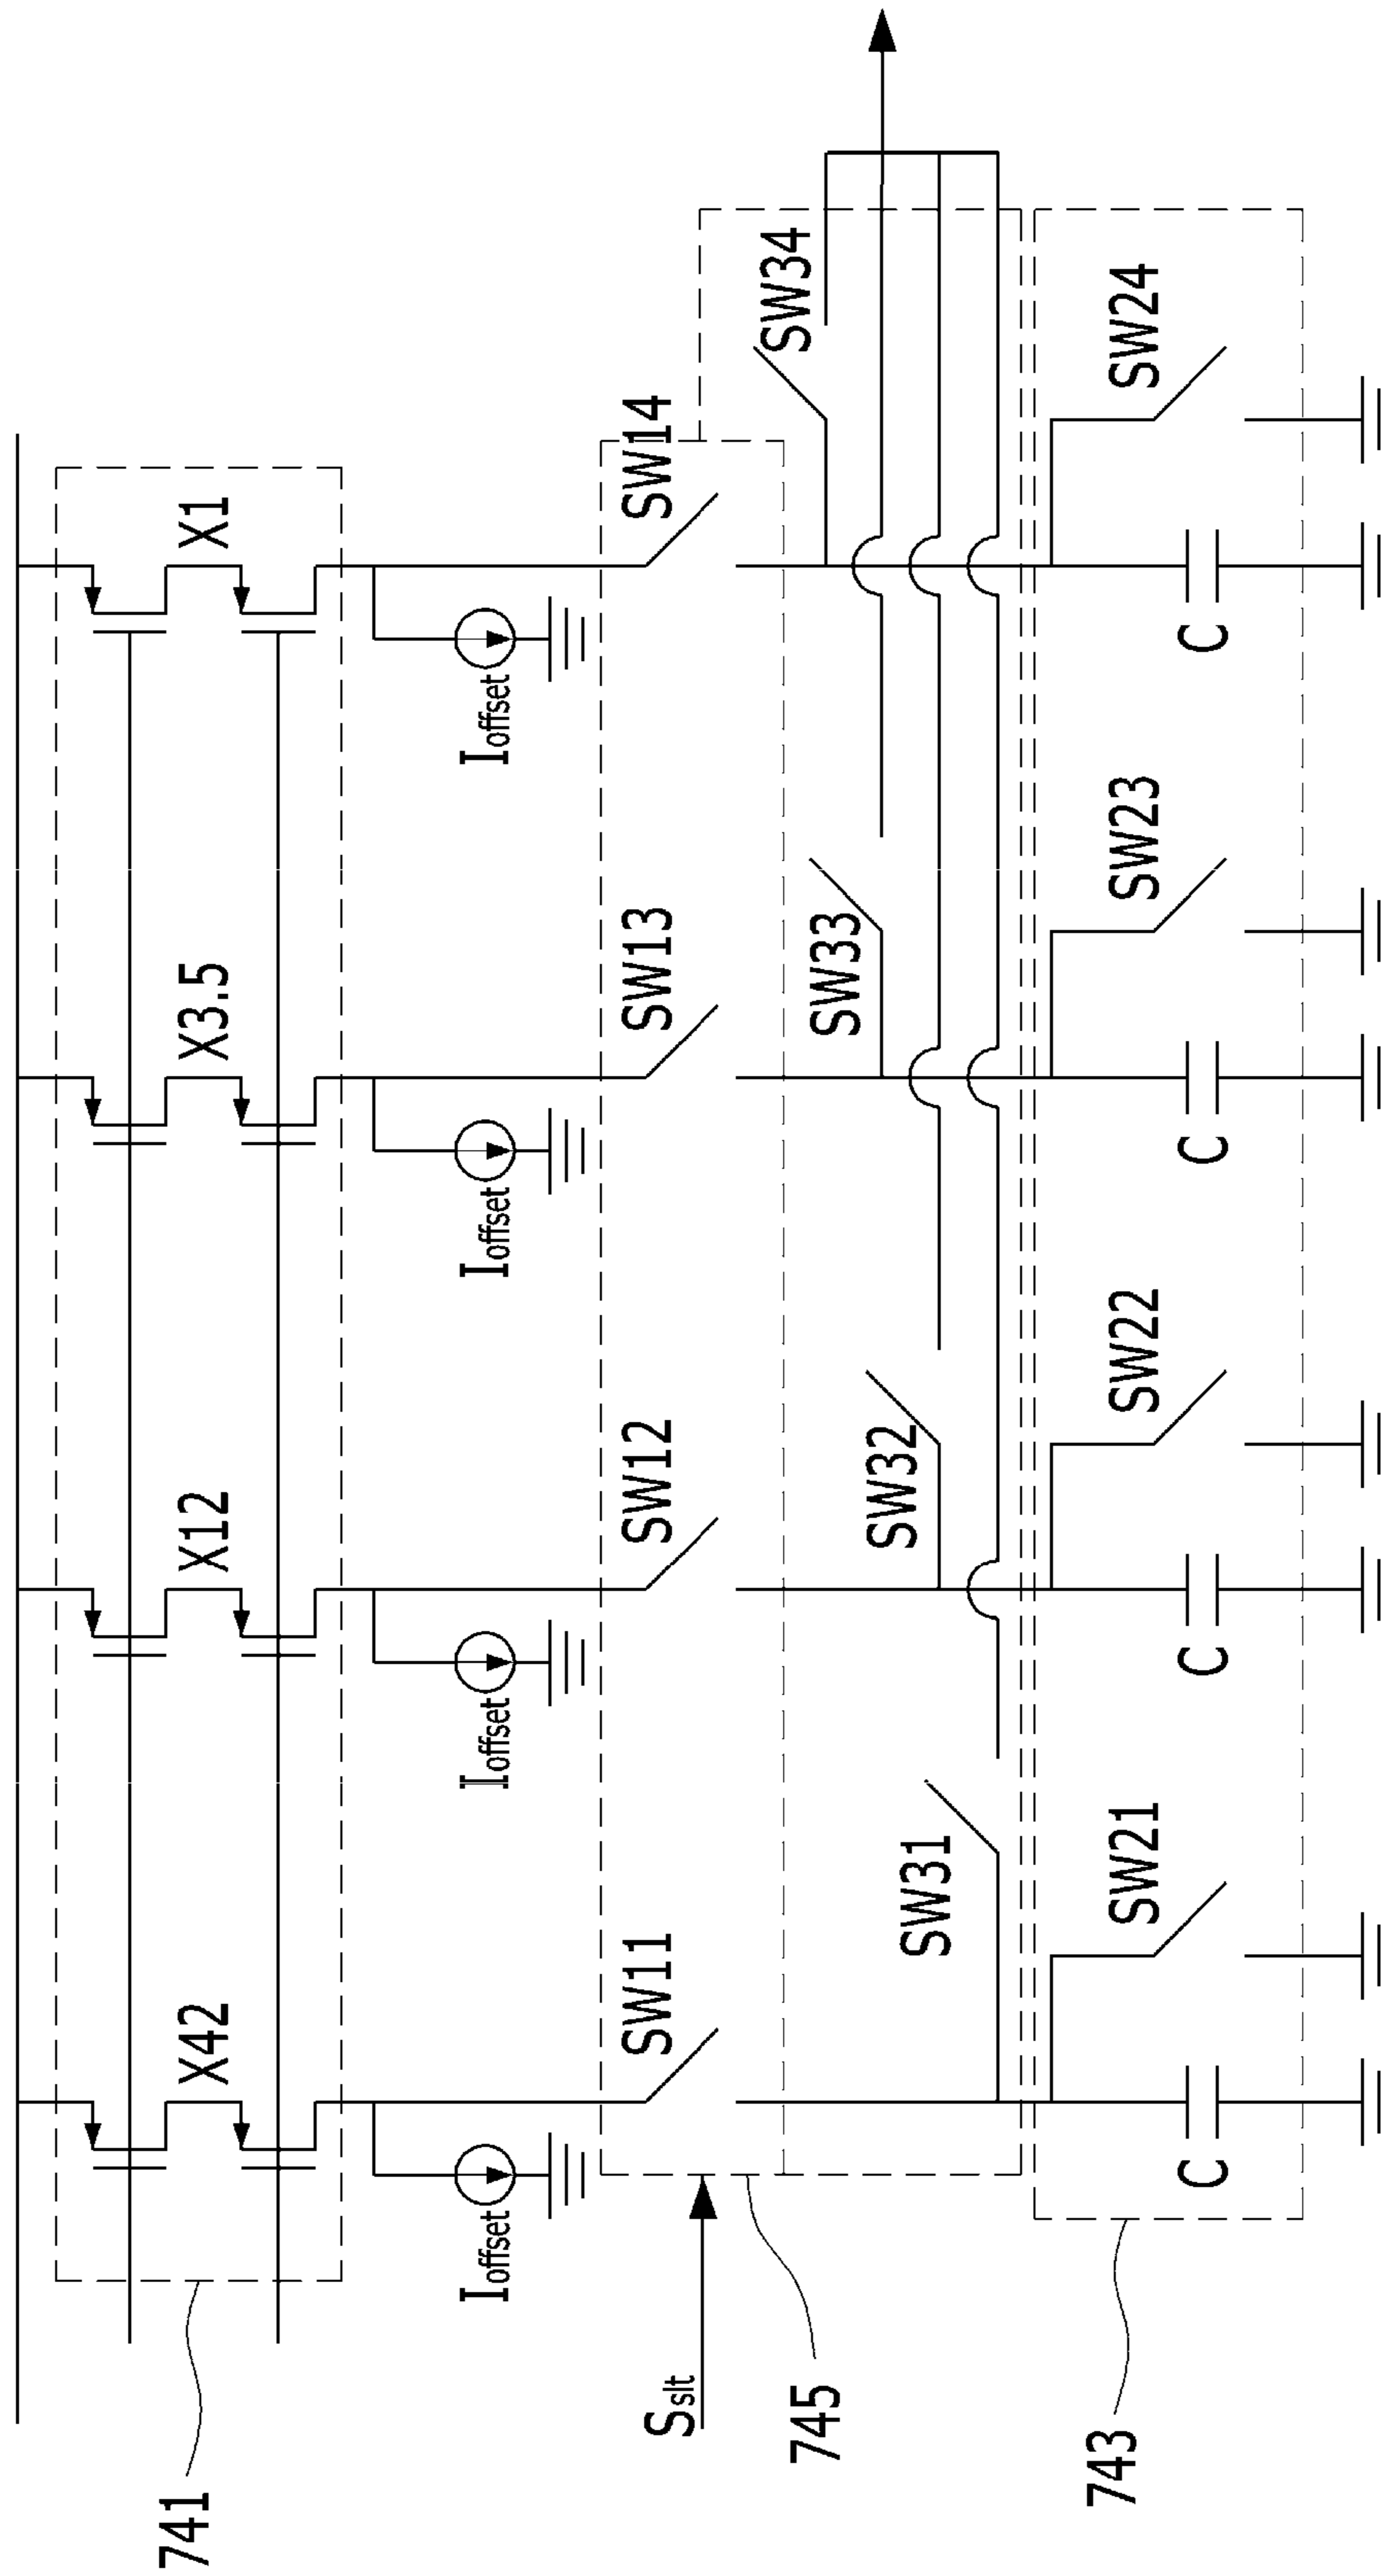 741
X42
X12
X3.5
X1
Ioffset
Ioffset
Ioffset
Ioffset
Sslt
SW11
SW12
SW13
SW14
745
SW31
SW32
SW33
SW34
743
SW21
SW22
SW23
SW24
C
C
C
C